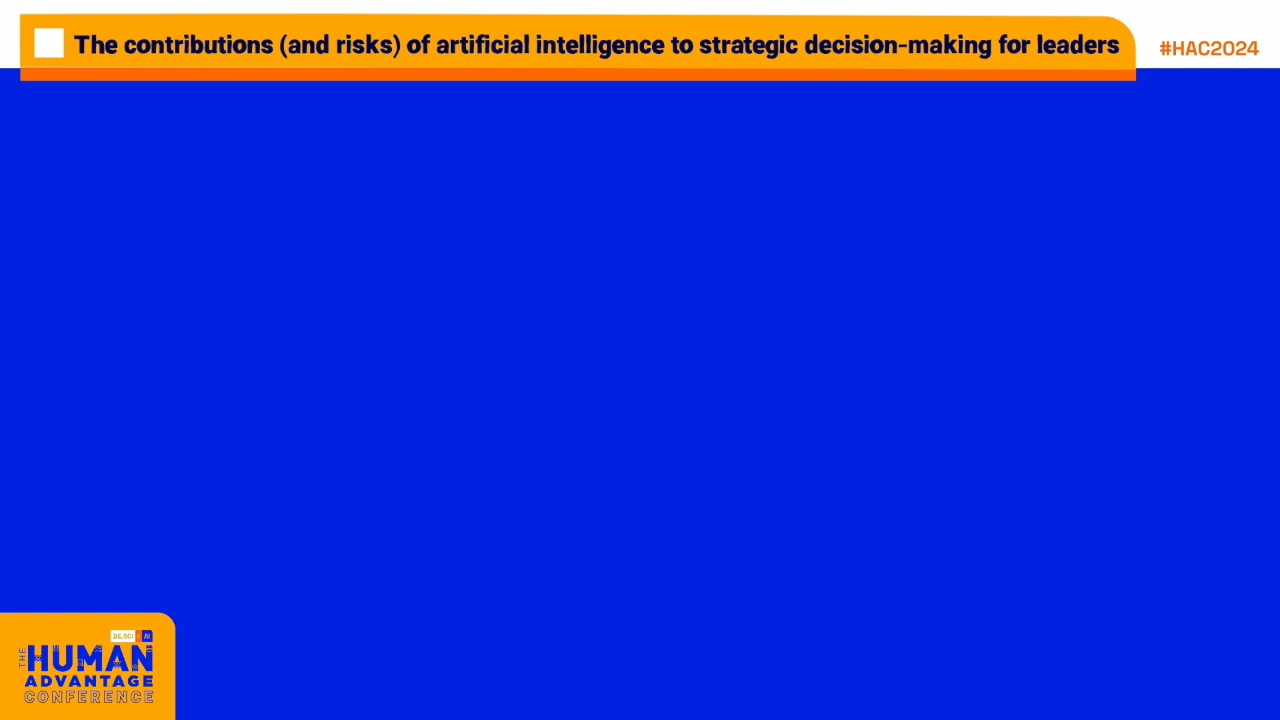 The contributions (and risks) of artificial intelligence to strategic decision-making for leaders
#HAC2024
BE.SCI AI
THE
HUMAN
ADVANTAGE
CONFERENCE